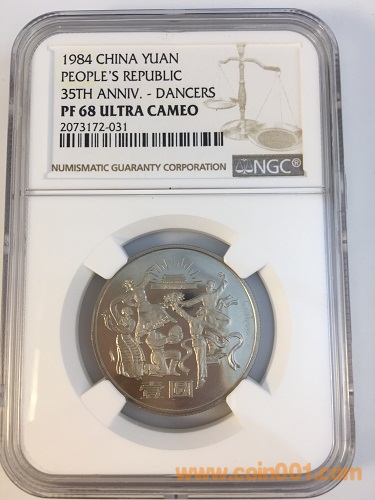 1984 CHINA YUAN
PEOPLE'S REPUBLIC
35TH ANNIV. - DANCERS
PF 68 ULTRA CAMEO
2073172-031
NUMISMATIC GUARANTY CORPORATION
NGC®
壹圆
www.coin001.com